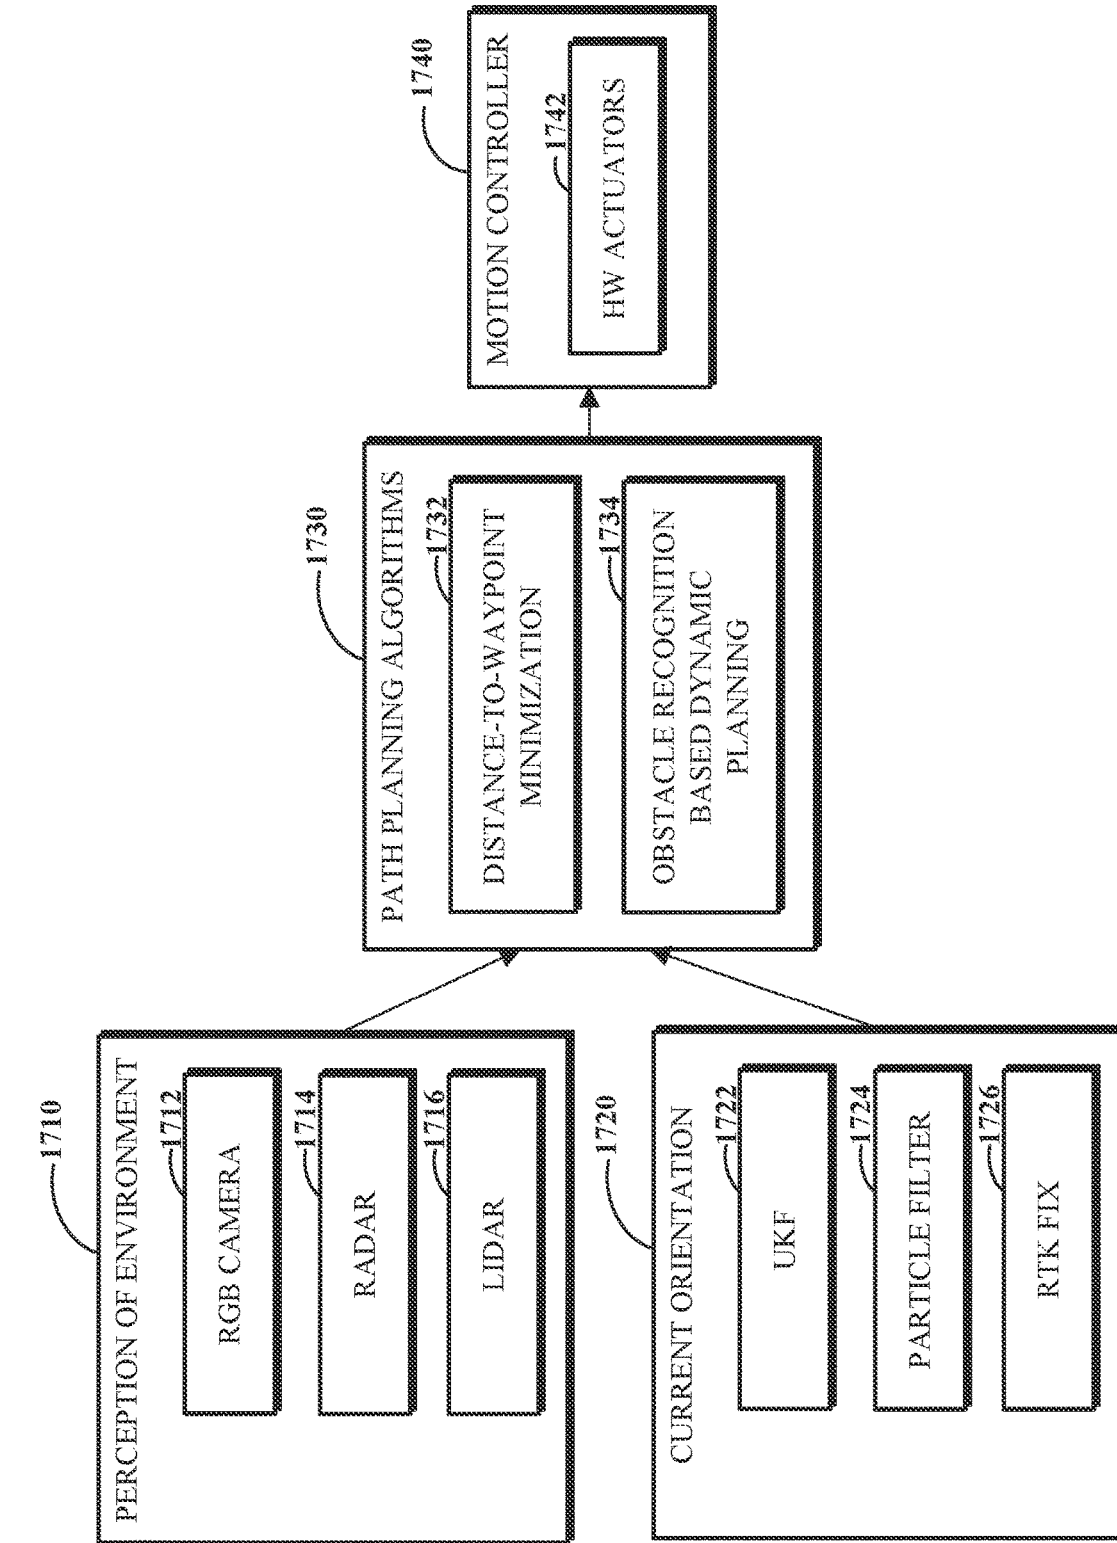 1710
PERCEPTION OF ENVIRONMENT
1712
RGB CAMERA
1714
RADAR
1716
LIDAR
1720
CURRENT ORIENTATION
1722
UKF
1724
PARTICLE FILTER
1726
RTK FIX
1730
PATH PLANNING ALGORITHMS
1732
DISTANCE-TO-WAYPOINT
MINIMIZATION
1734
OBSTACLE RECOGNITION
BASED DYNAMIC
PLANNING
1740
MOTION CONTROLLER
1742
HW ACTUATORS